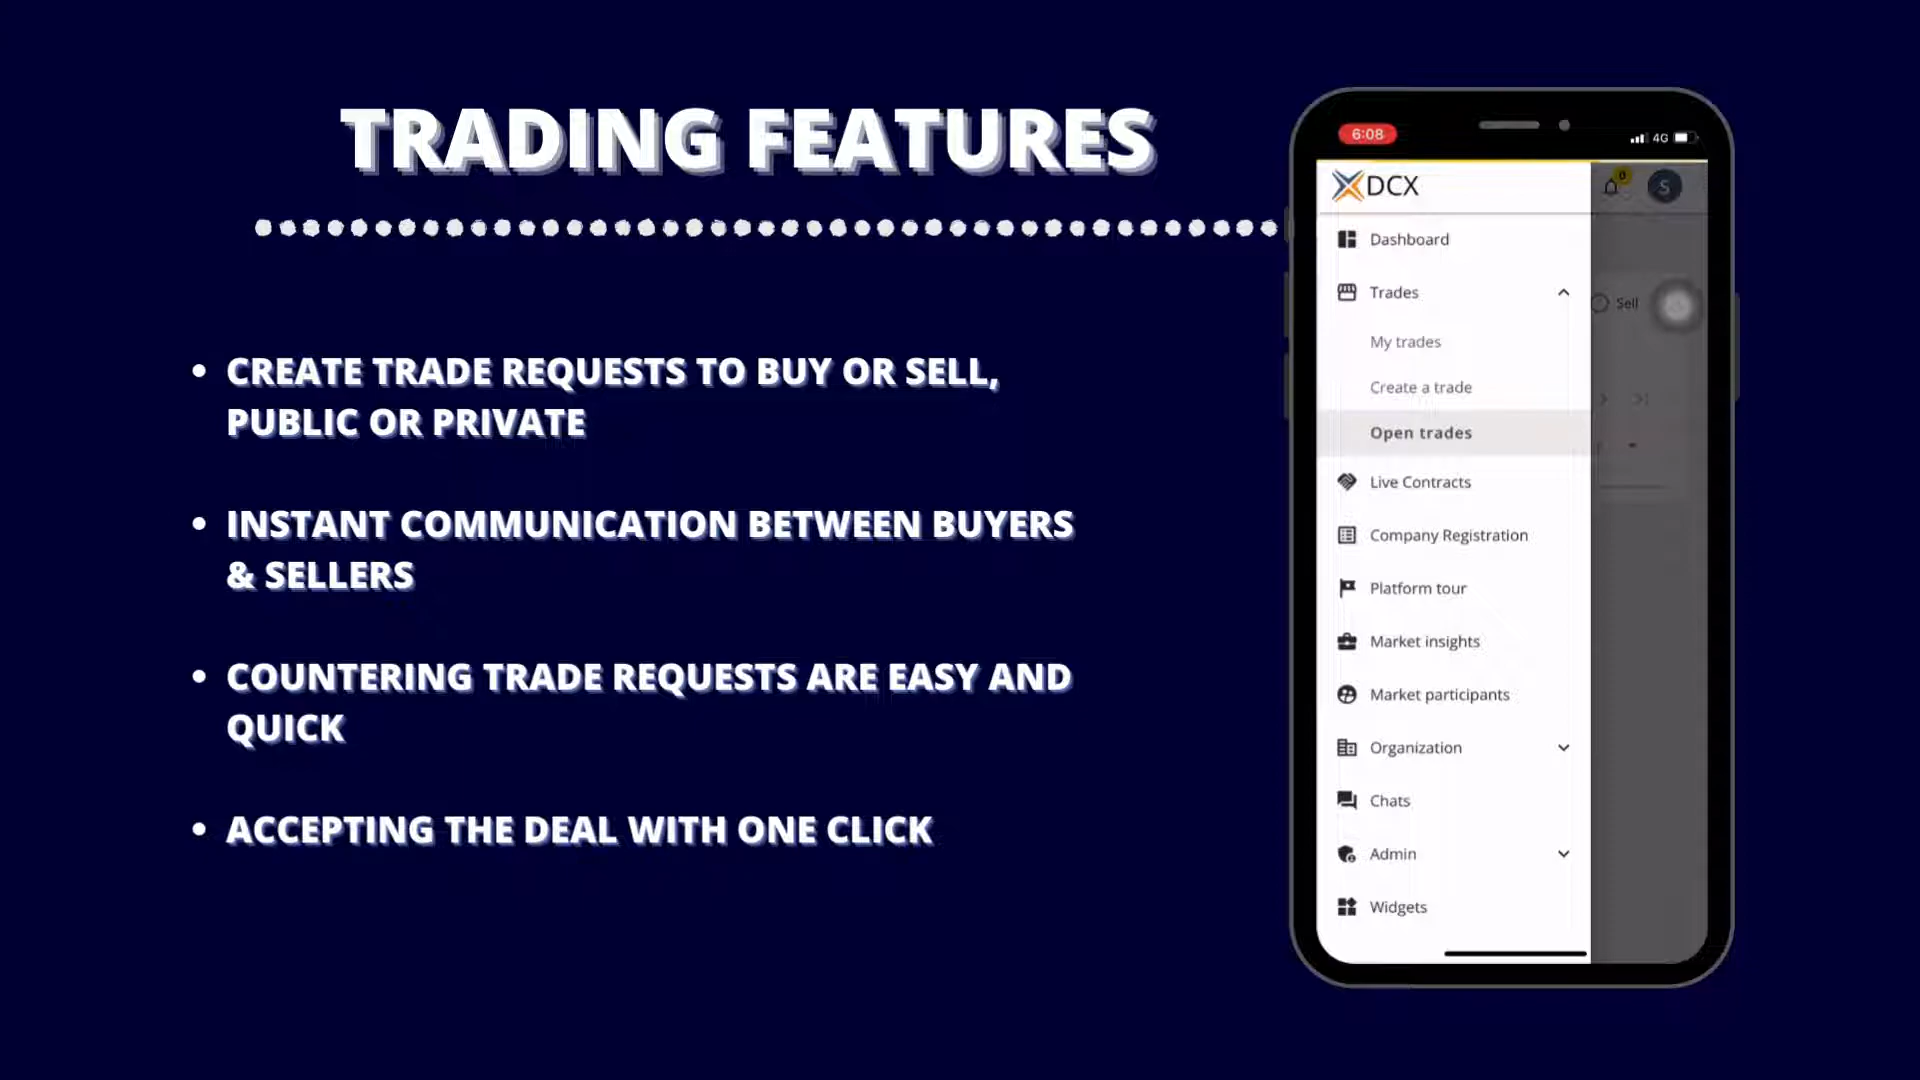 TRADING FEATURES
• CREATE TRADE REQUESTS TO BUY OR SELL,
PUBLIC OR PRIVATE
• INSTANT COMMUNICATION BETWEEN BUYERS
& SELLERS
• COUNTERING TRADE REQUESTS ARE EASY AND
QUICK
• ACCEPTING THE DEAL WITH ONE CLICK
6:08
4G
DCX
0
S
Dashboard
Trades
Sell
My trades
Create a trade
Open trades
Live Contracts
Company Registration
Platform tour
Market insights
Market participants
Organization
Chats
Admin
Widgets